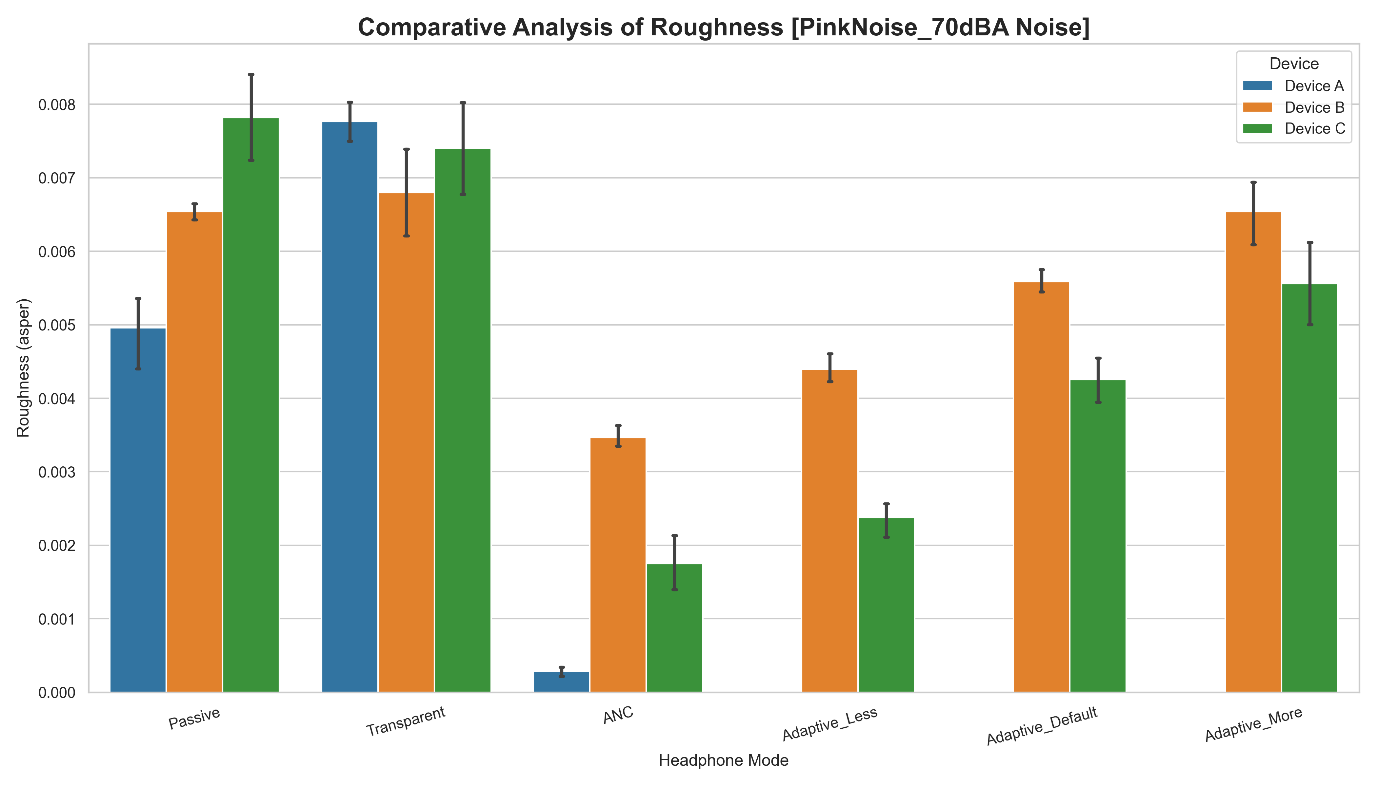 Comparative Analysis of Roughness [PinkNoise_70dBA Noise]
Device
Device A
Device B
Device C
Roughness (asper)
0.008
0.007
0.006
0.005
0.004
0.003
0.002
0.001
0.000
Passive
Transparent
ANC
Adaptive_Less
Adaptive_Default
Adaptive_More
Headphone Mode